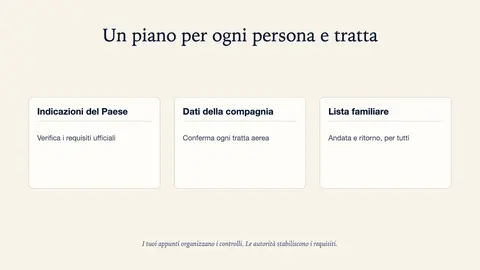 Un piano per ogni persona e tratta
Indicazioni del Paese
Verifica i requisiti ufficiali
Dati della compagnia
Conferma ogni tratta aerea
Lista familiare
Andata e ritorno, per tutti
I tuoi appunti organizzano i controlli. Le autorità stabiliscono i requisiti.